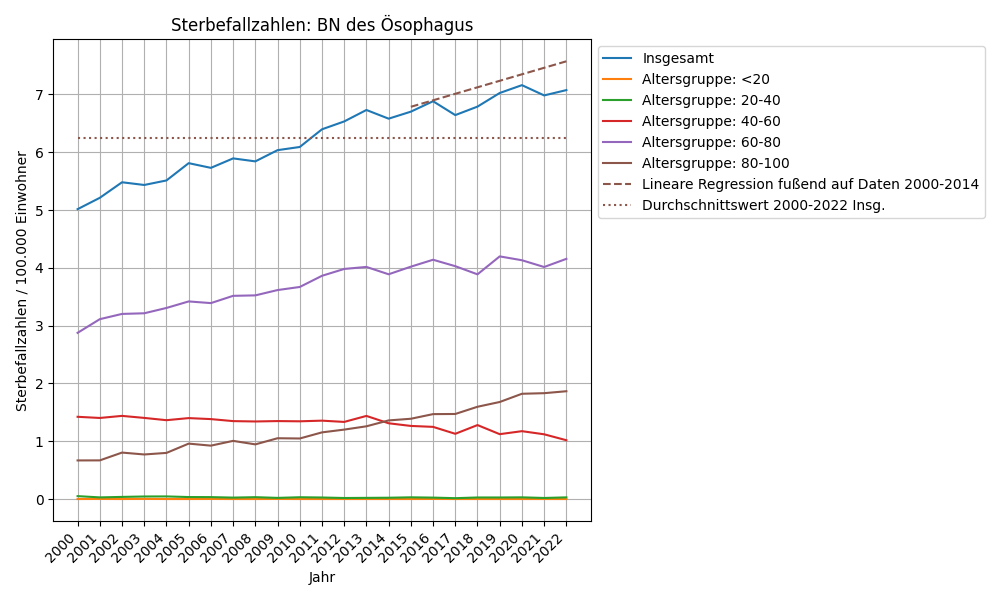 Sterbefallzahlen: BN des Ösophagus
Sterbefallzahlen / 100.000 Einwohner
7
6
5
4
3
2
1
0
2000
2001
2002
2003
2004
2005
2006
2007
2008
2009
2010
2011
2012
2013
2014
2015
2016
2017
2018
2019
2020
2021
2022
Jahr
Insgesamt
Altersgruppe: <20
Altersgruppe: 20-40
Altersgruppe: 40-60
Altersgruppe: 60-80
Altersgruppe: 80-100
Lineare Regression fußend auf Daten 2000-2014
Durchschnittswert 2000-2022 Insg.